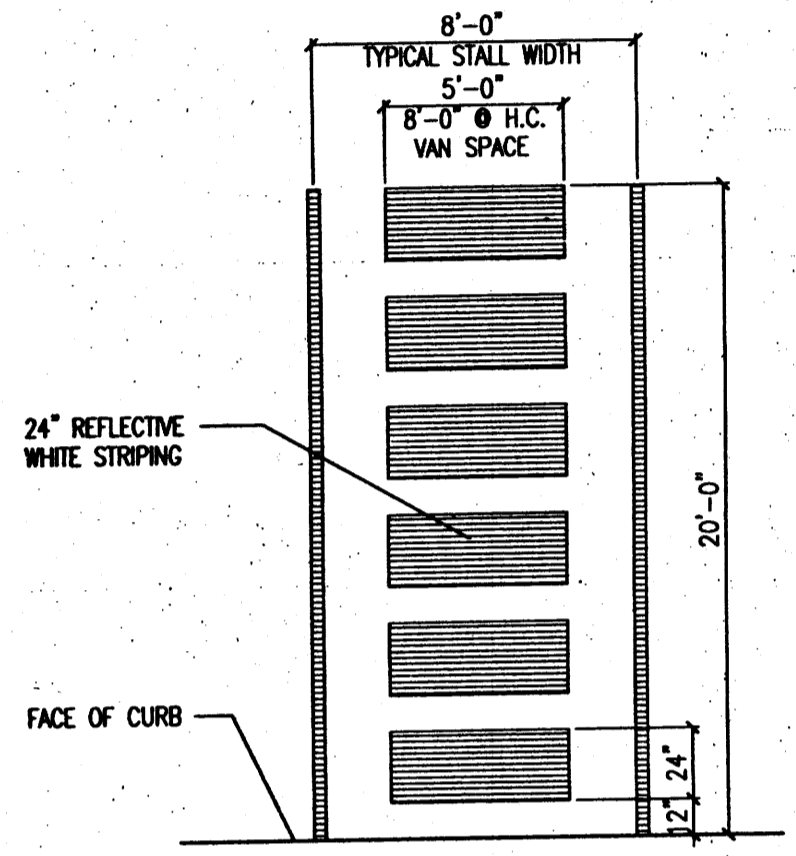 8'-0"
TYPICAL STALL WIDTH
5'-0"
8'-0" @ H.C.
VAN SPACE
24" REFLECTIVE
WHITE STRIPING
20'-0"
FACE OF CURB
24"
12"